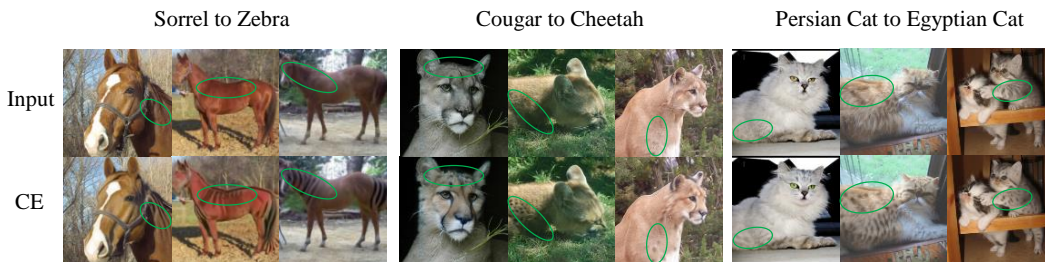 Sorrel to Zebra
Cougar to Cheetah
Persian Cat to Egyptian Cat
Input
CE